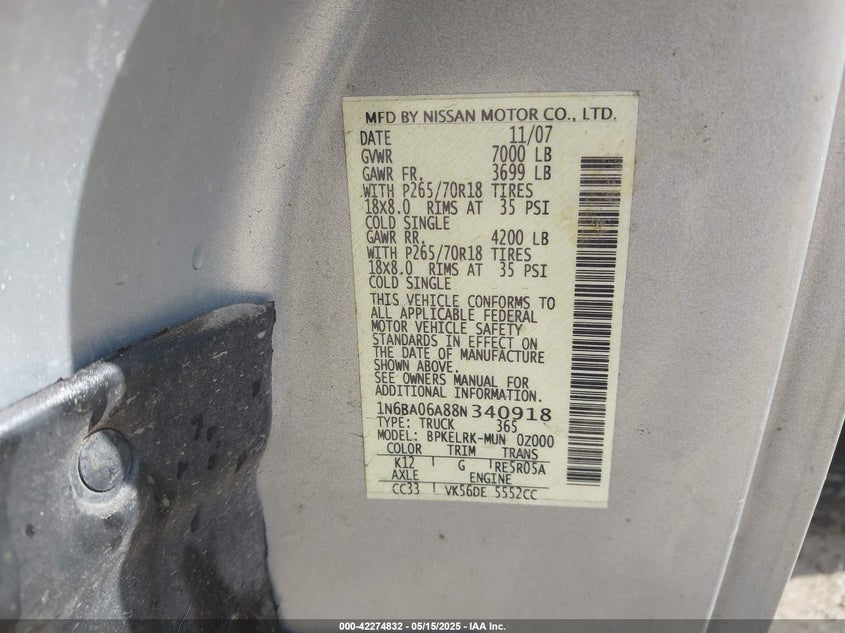 MFD BY NISSAN MOTOR CO., LTD.
DATE 11/07
GVWR 7000 LB
GAWR FR. 3699 LB
WITH P265/70R18 TIRES
18X8.0 RIMS AT 35 PSI
COLD SINGLE
GAWR RR. 4200 LB
WITH P265/70R18 TIRES
18X8.0 RIMS AT 35 PSI
COLD SINGLE
THIS VEHICLE CONFORMS TO
ALL APPLICABLE FEDERAL
MOTOR VEHICLE SAFETY
STANDARDS IN EFFECT ON
THE DATE OF MANUFACTURE
SHOWN ABOVE.
SEE OWNERS MANUAL FOR
ADDITIONAL INFORMATION.
1N6BA06A88N340918
TYPE: TRUCK 365
MODEL: BPKELRK-MUN 0Z000
COLOR TRIM TRANS
K12 G RE5R05A
AXLE ENGINE
CC33 VK56DE 5552CC
000-42274832 - 05/15/2025 - IAA Inc.